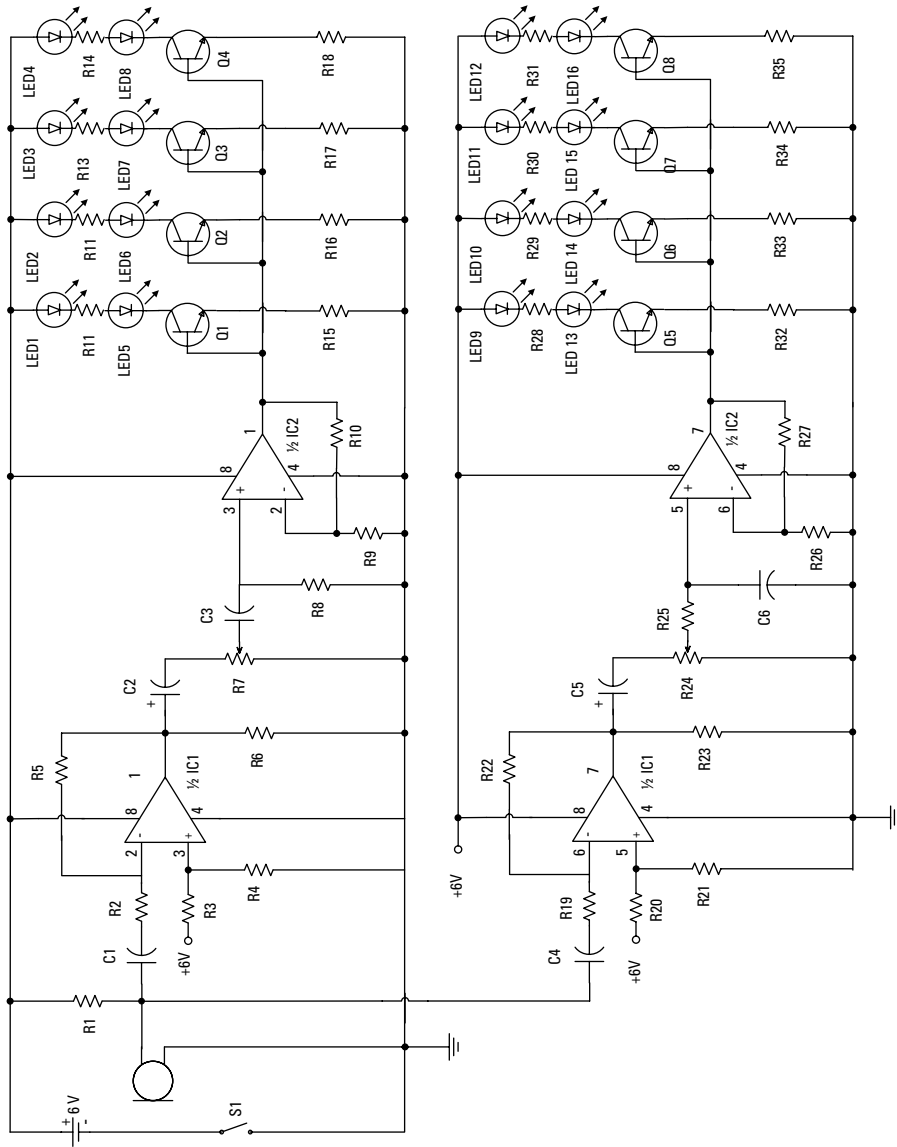 +
6 V
-
S1
R1
C1
R2
+6V
R3
R4
R5
2
3
-
+
8
4
1
½ IC1
R6
+
C2
R7
C3
R8
3
2
+
-
8
4
1
½ IC2
R9
R10
LED1
R11
LED5
Q1
R15
LED2
R11
LED6
Q2
R16
LED3
R13
LED7
Q3
R17
LED4
R14
LED8
Q4
R18
C4
R19
+6V
R20
R21
+6V
R22
6
5
-
+
8
4
7
½ IC1
R23
+
C5
R24
R25
C6
5
6
+
-
8
4
7
½ IC2
R26
R27
LED9
R28
LED 13
Q5
R32
LED10
R29
LED 14
Q6
R33
LED11
R30
LED 15
Q7
R34
LED12
R31
LED16
Q8
R35